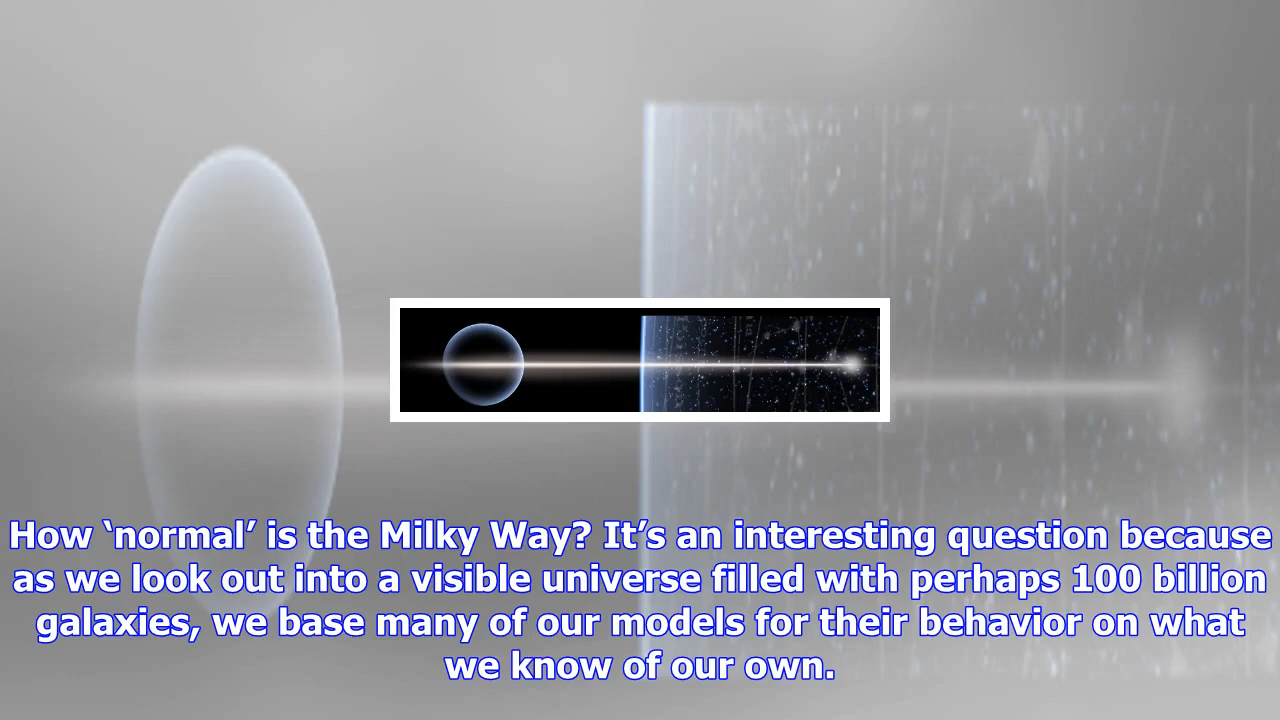 How ‘normal’ is the Milky Way? It’s an interesting question because
as we look out into a visible universe filled with perhaps 100 billion
galaxies, we base many of our models for their behavior on what
we know of our own.